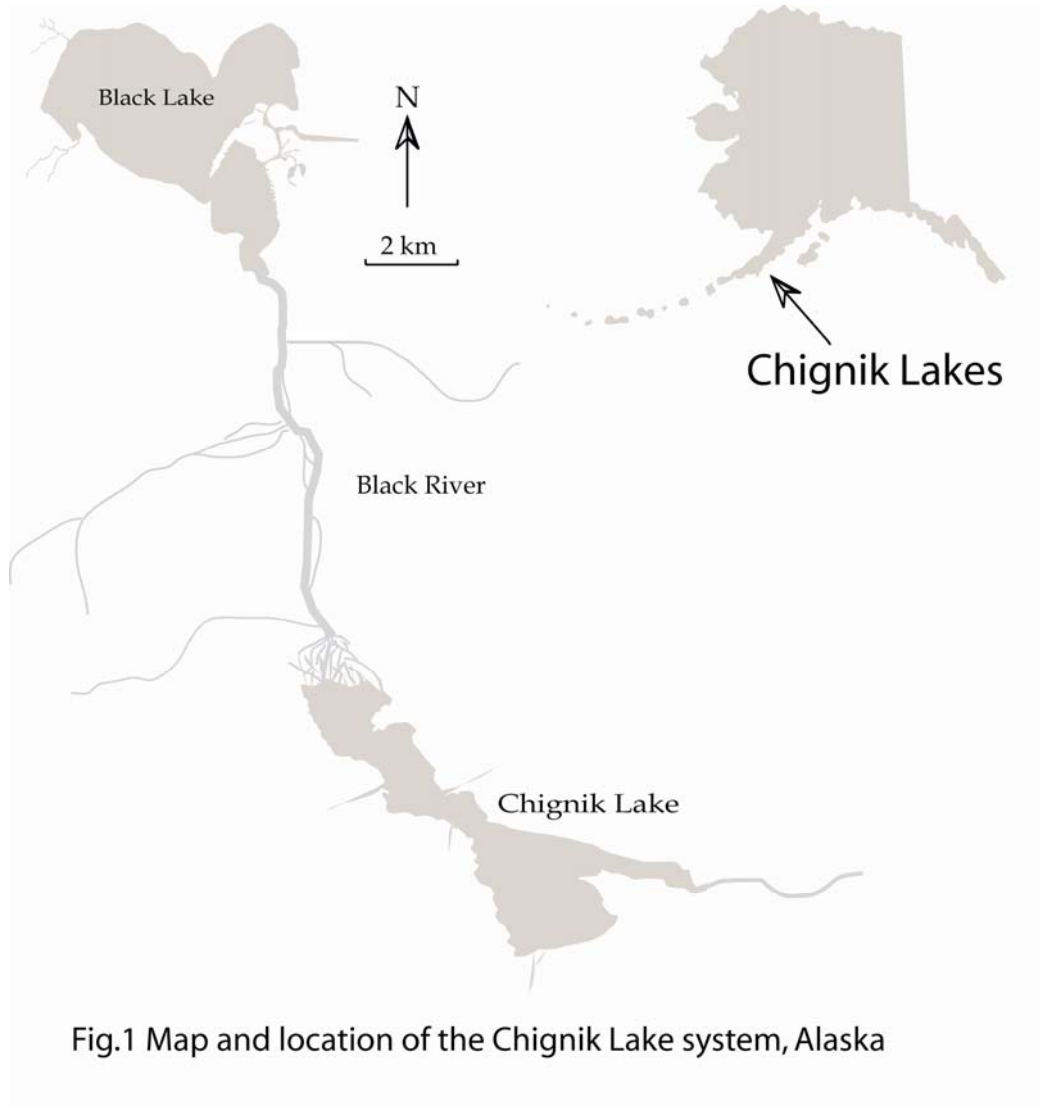 Black Lake
N
2 km
Chignik Lakes
Black River
Chignik Lake
Fig.1 Map and location of the Chignik Lake system, Alaska